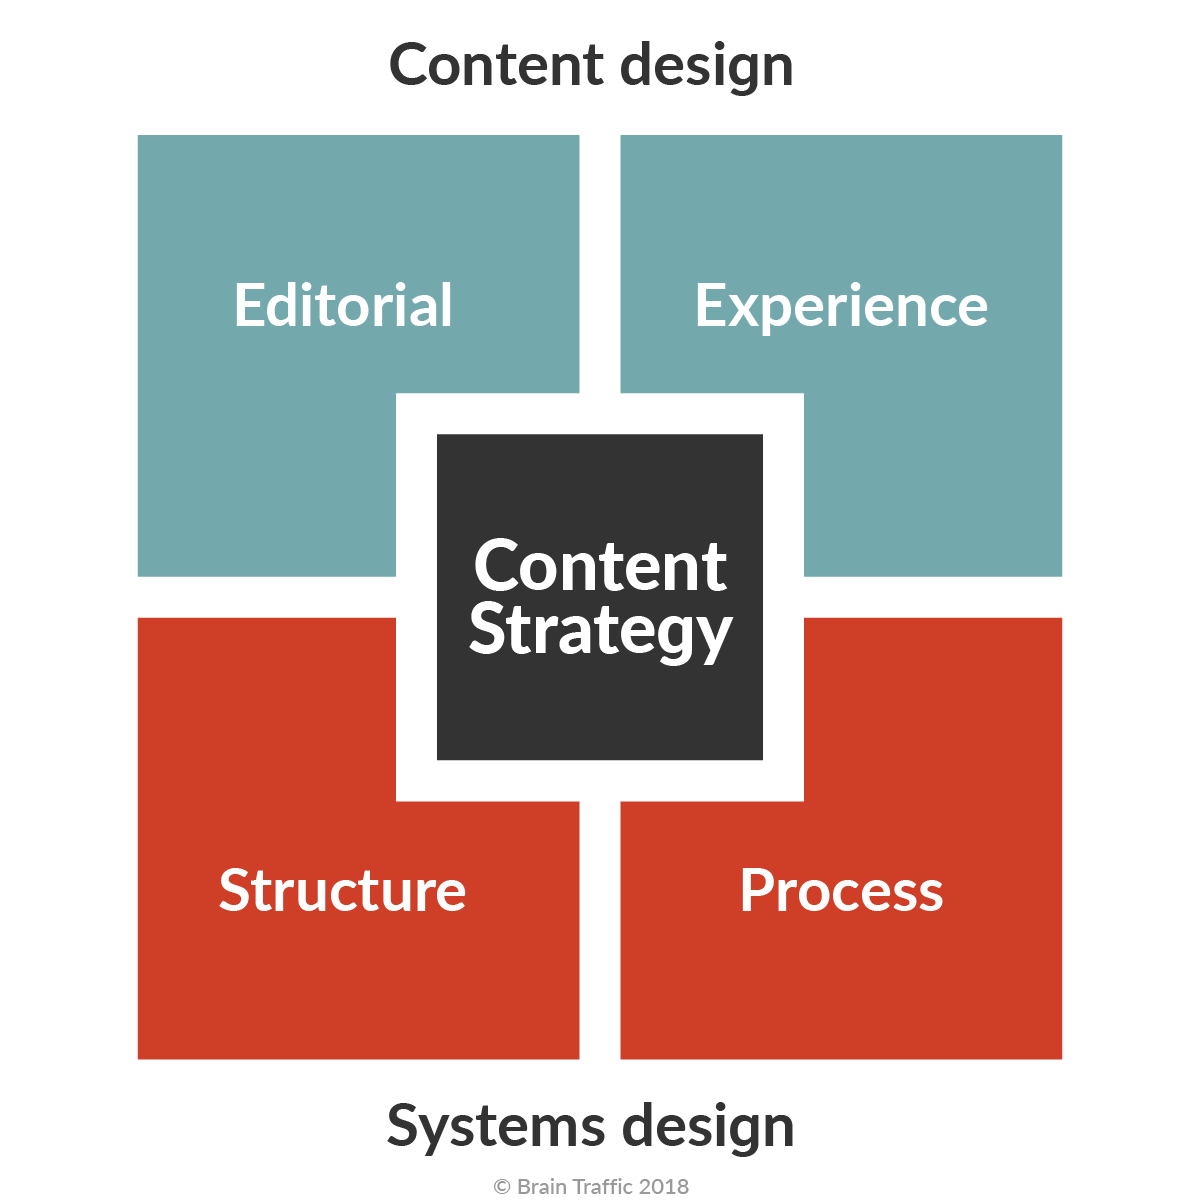 Content design
Editorial
Experience
Content
Strategy
Structure
Process
Systems design
© Brain Traffic 2018